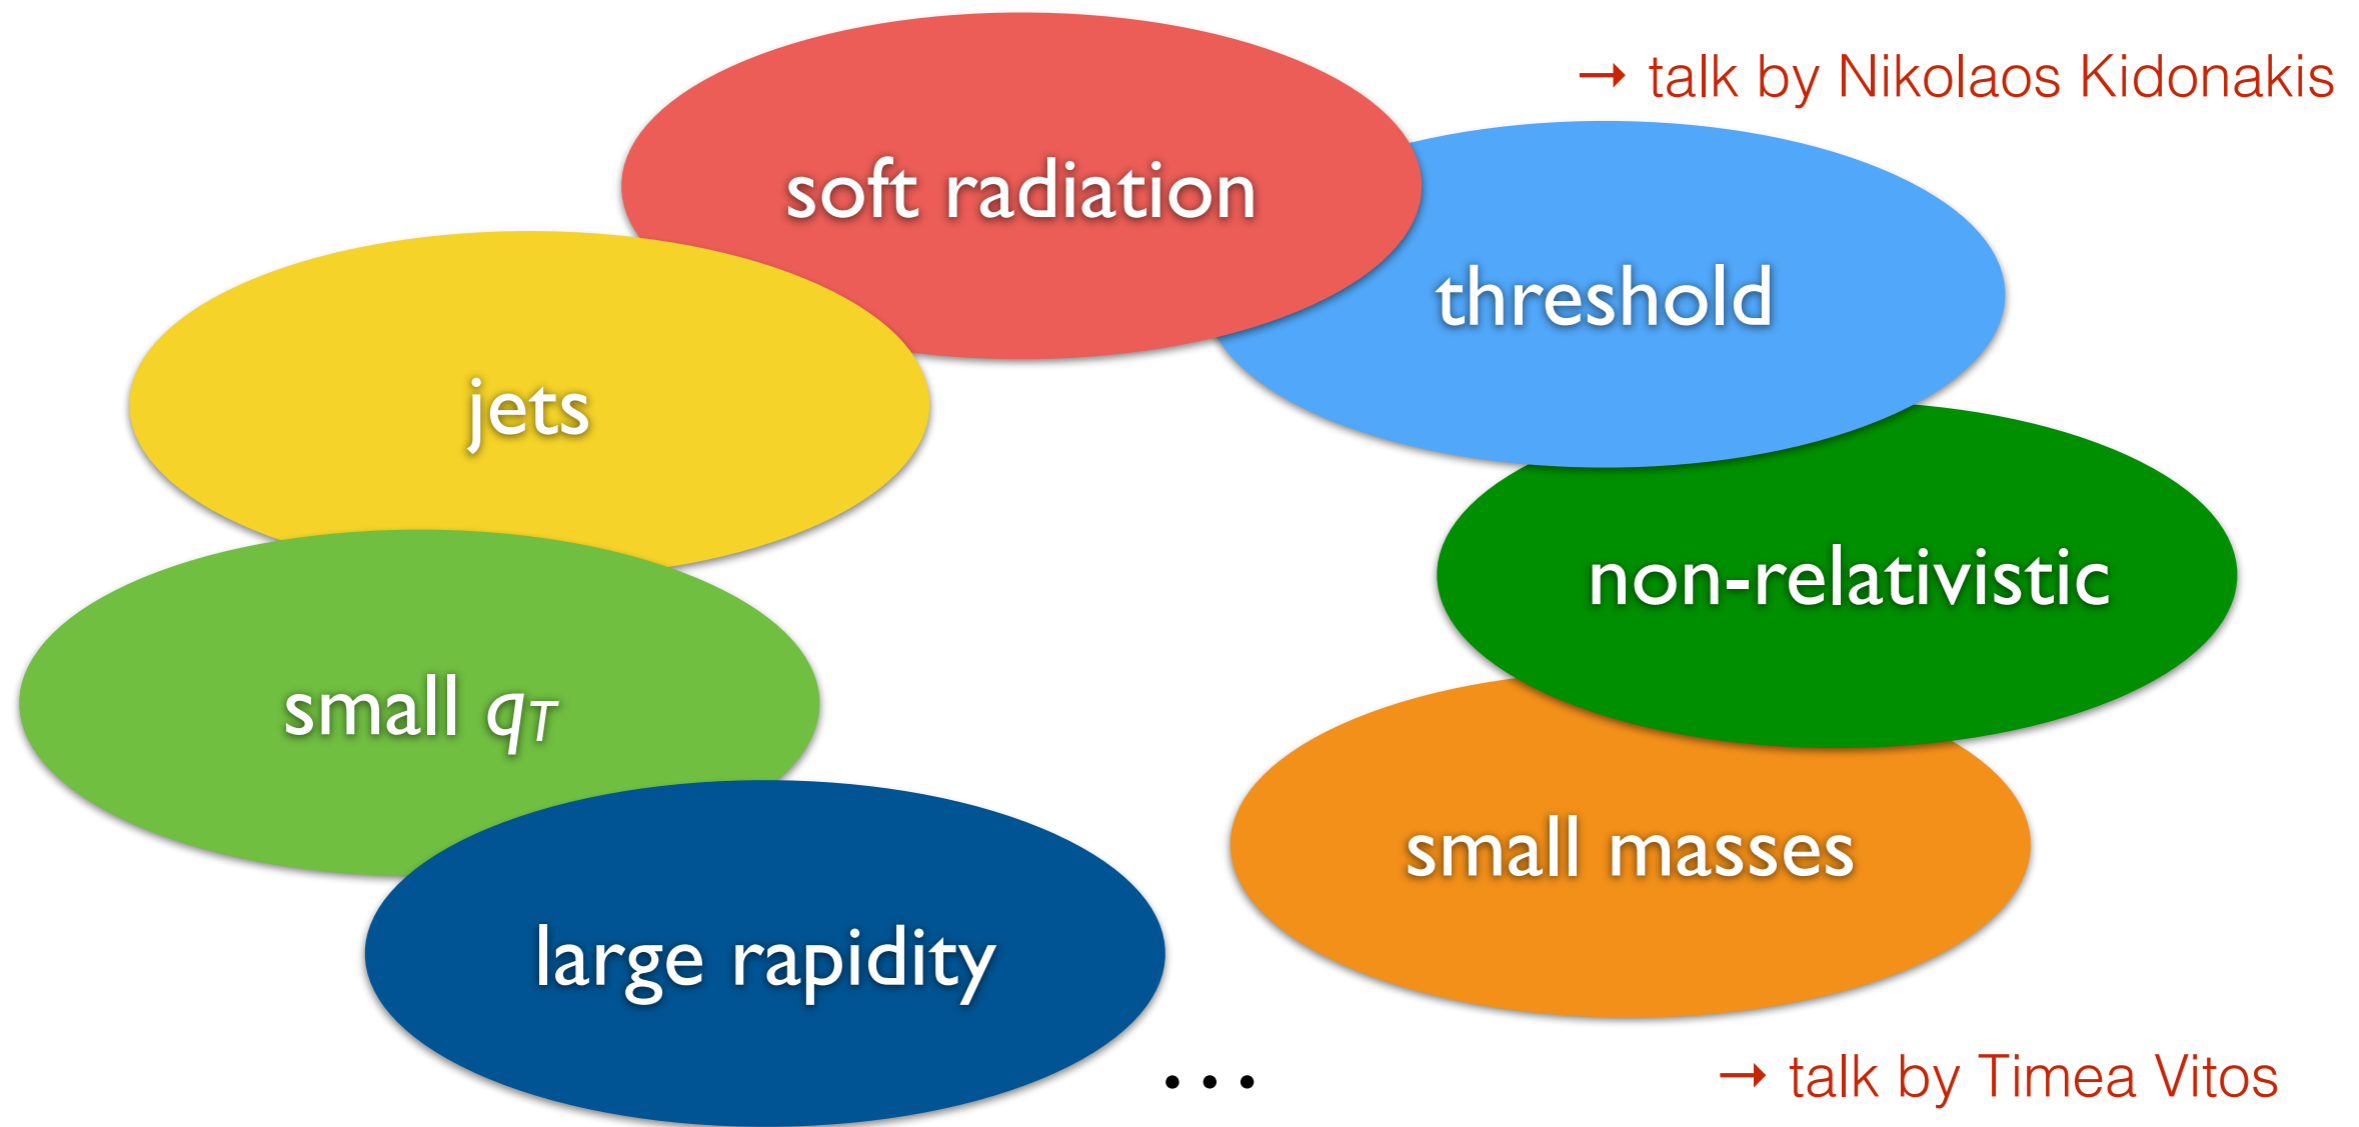 → talk by Nikolaos Kidonakis
soft radiation
threshold
jets
non-relativistic
small qT
small masses
large rapidity
...
→ talk by Timea Vitos